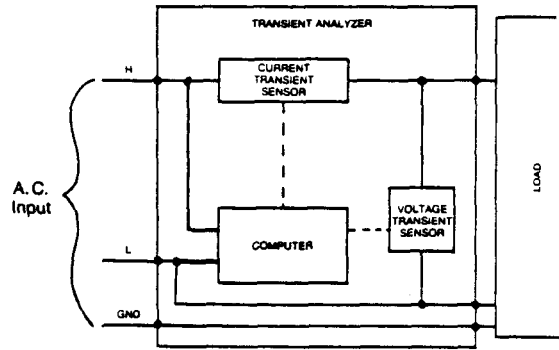 TRANSIENT ANALYZER
H
CURRENT
TRANSIENT
SENSOR
A.C.
Input
VOLTAGE
TRANSIENT
SENSOR
COMPUTER
L
GND
LOAD